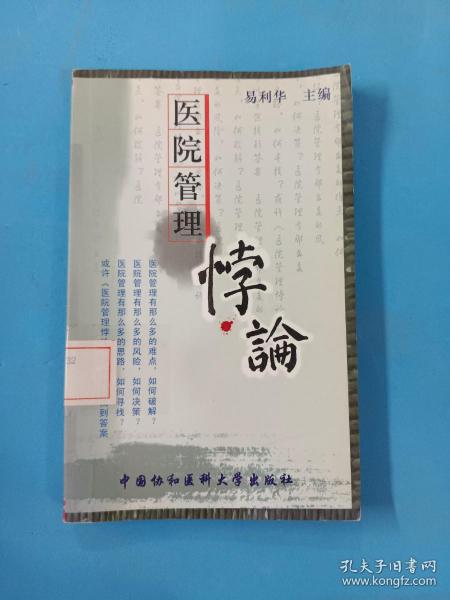 易利华 主编
医院管理
悖論
医院管理有那么多的难点，如何破解？
医院管理有那么多的风险，如何决策？
医院管理有那么多的思路，如何寻找？
或许《医院管理悖
到答案
32
中国协和医科大学出版社
孔夫子旧书网
www.kongfz.com